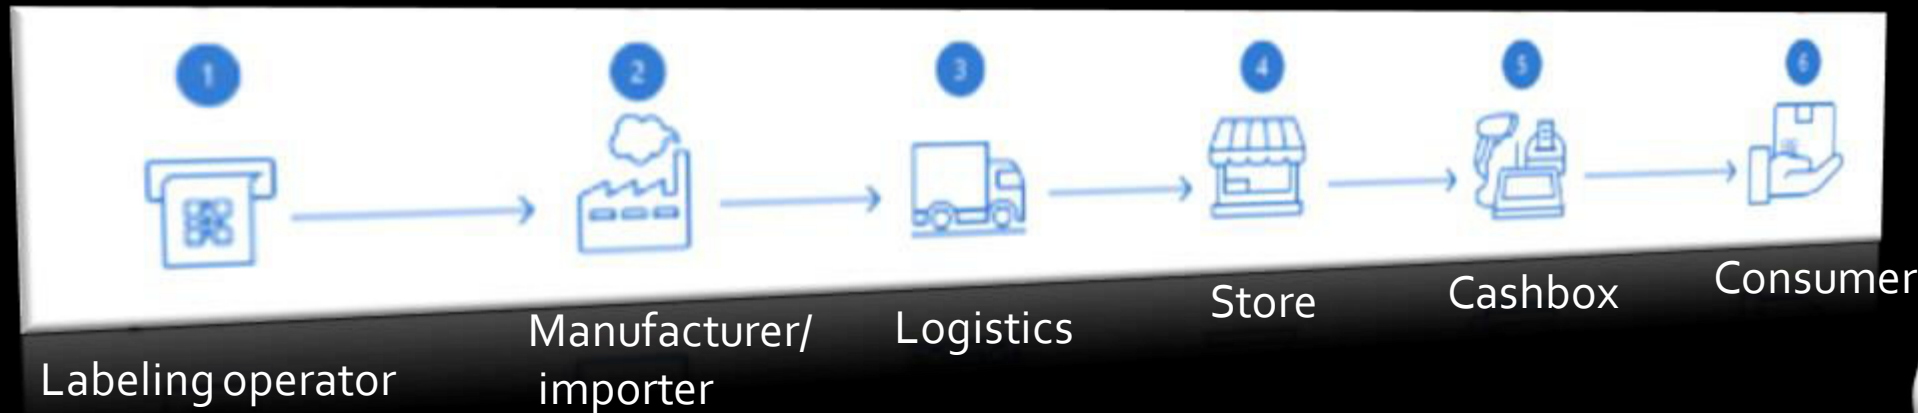 1
2
3
4
5
6
Labeling operator
Manufacturer/
importer
Logistics
Store
Cashbox
Consumer